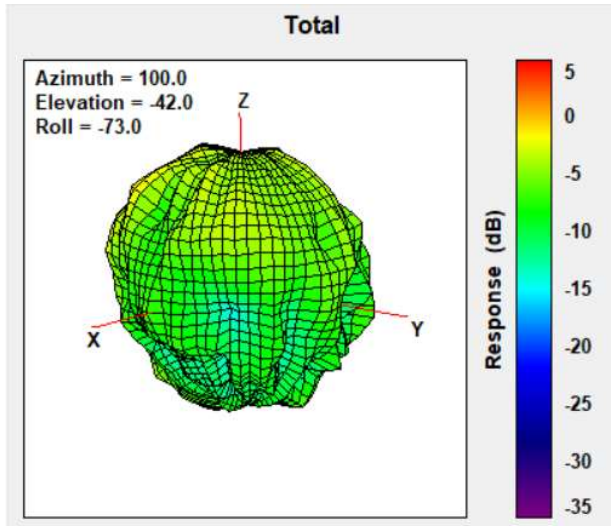 Total
Azimuth = 100.0
Elevation = -42.0
Roll = -73.0
Z
X
Y
Response (dB)
5
0
-5
-10
-15
-20
-25
-30
-35